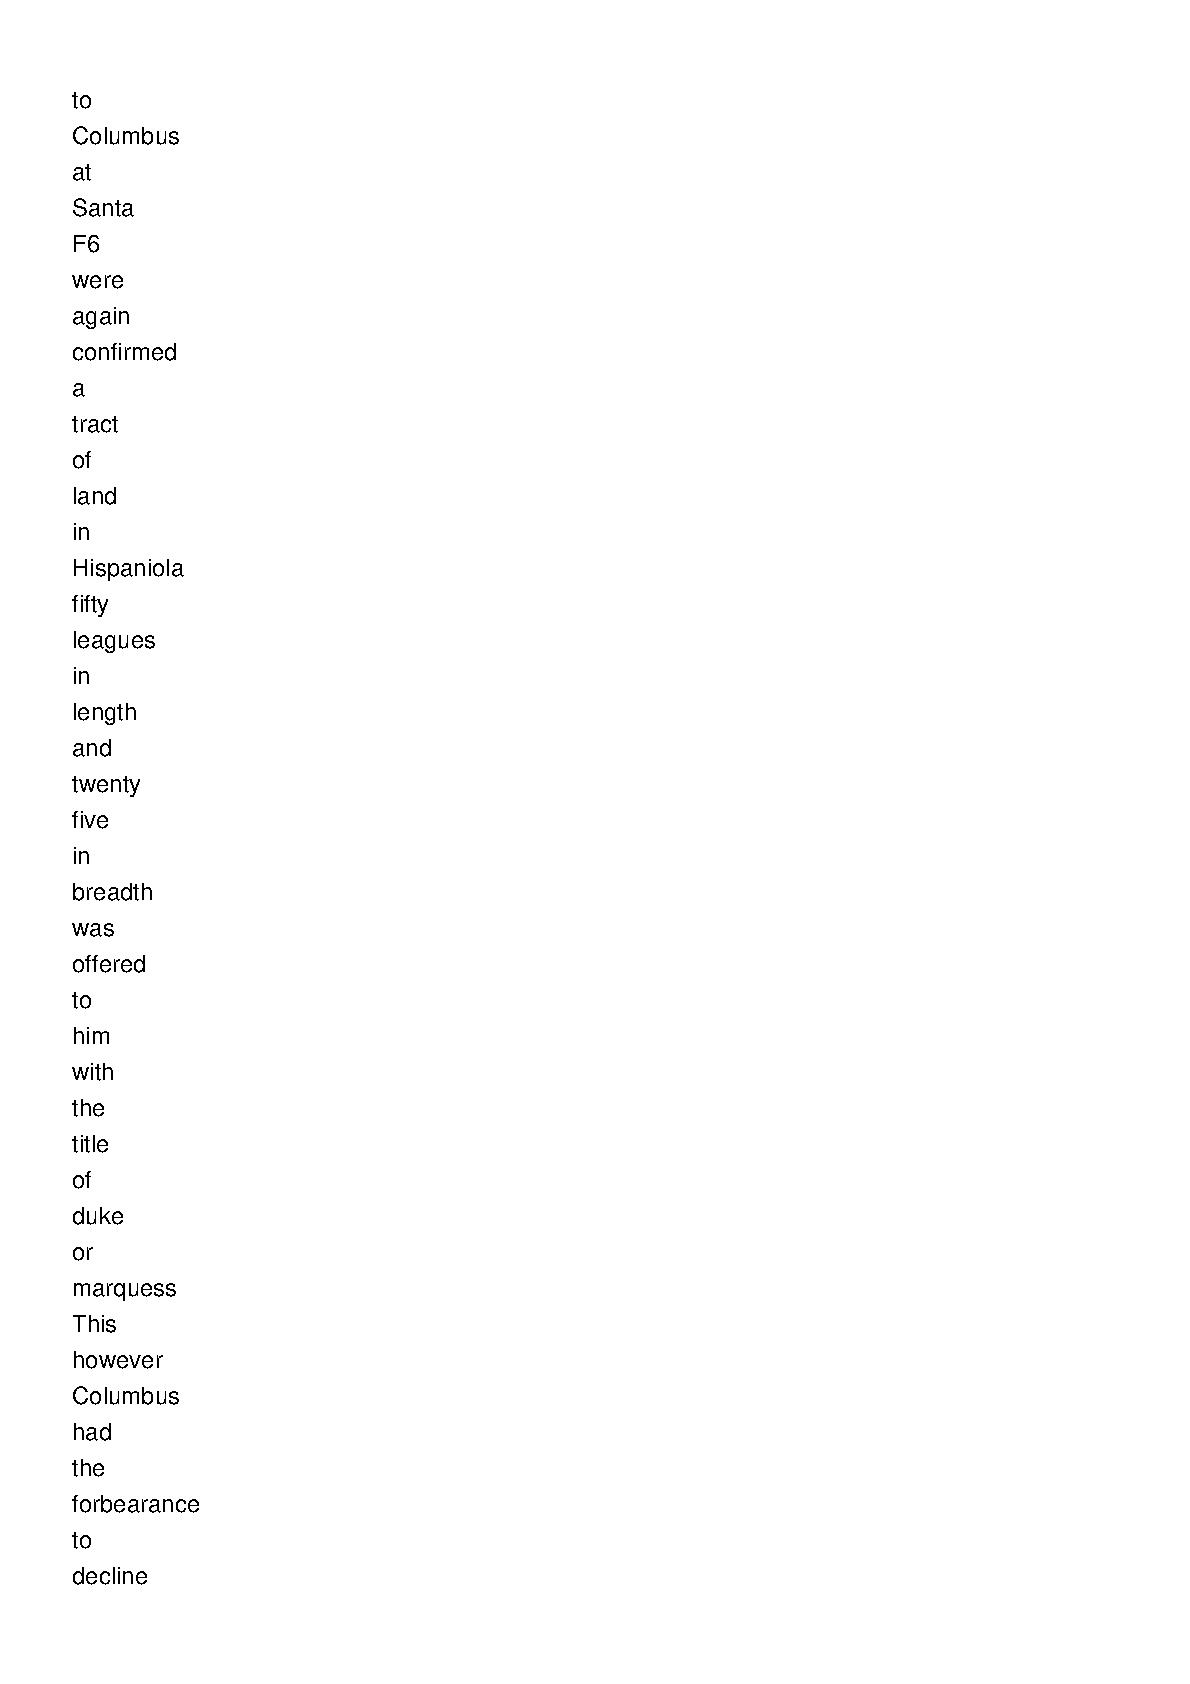 to
Columbus
at
Santa
F6
were
again
confirmed
a
tract
of
land
in
Hispaniola
fifty
leagues
in
length
and
twenty
five
in
breadth
was
offered
to
him
with
the
title
of
duke
or
marquess
This
however
Columbus
had
the
forbearance
to
decline